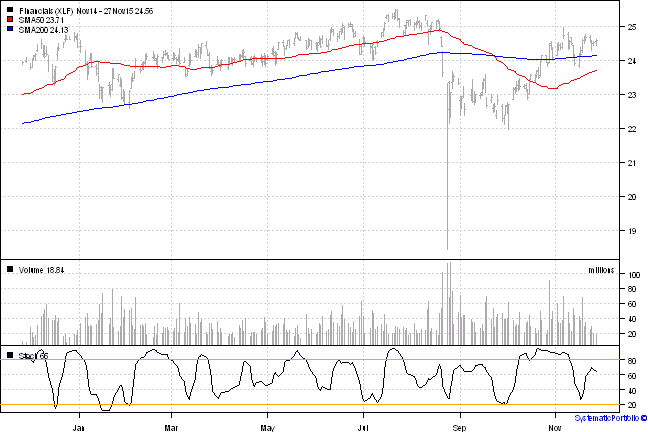 Financials (XLF) Nov14 - 27Nov15 24.56
SMA50 23.71
SMA200 24.13
25
24
23
22
21
20
19
Volume 18.84
millions
100
80
60
40
20
Stoch 65
80
60
40
20
Jan Mar May Jul Sep Nov
SystematicPortfolio ©